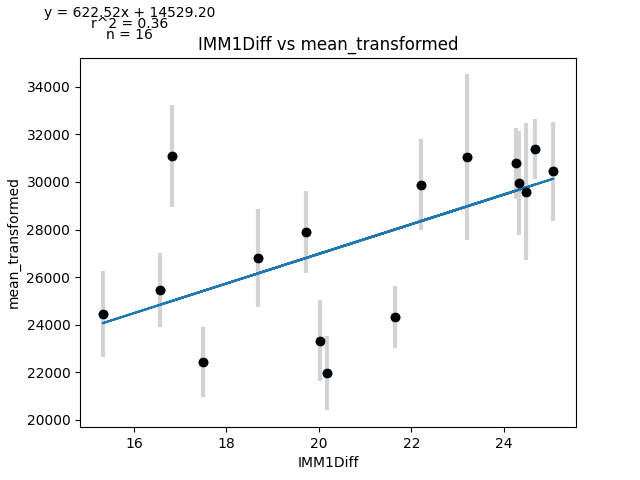 y = 622.52x + 14529.20
r^2 = 0.36
n = 16
IMM1Diff vs mean_transformed
34000
32000
30000
28000
26000
24000
22000
20000
mean_transformed
16 18 20 22 24
IMM1Diff